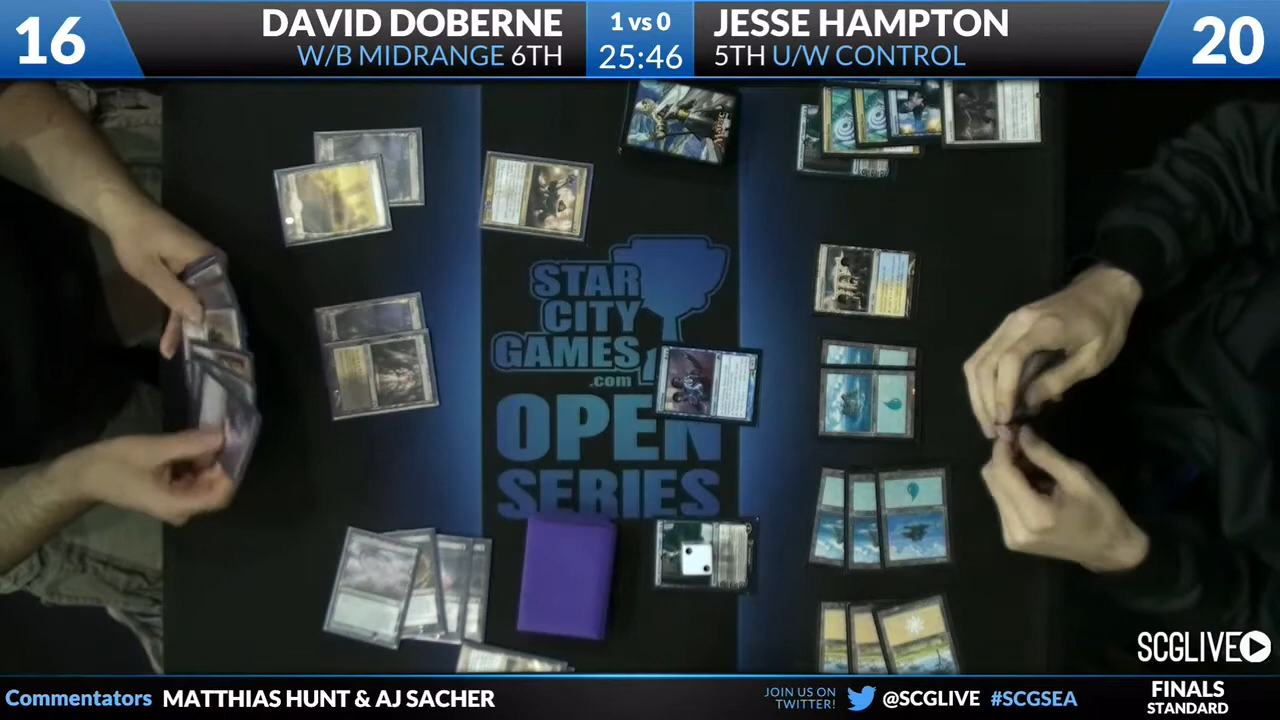 16
DAVID DOBERNE
W/B MIDRANGE 6TH
1 vs 0
25:46
JESSE HAMPTON
5TH U/W CONTROL
20
STAR
CITY
GAMES
.com
OPEN
SERIES
SCGLIVE
Commentators MATTHIAS HUNT & AJ SACHER
JOIN US ON
TWITTER!
@SCGLIVE #SCGSEA
FINALS
STANDARD